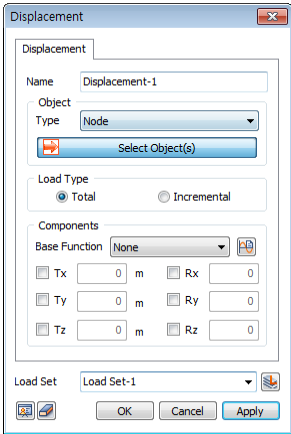 Displacement
Displacement
Name Displacement-1
Object
Type Node
Select Object(s)
Load Type
Total Incremental
Components
Base Function None
Tx 0 m Rx 0
Ty 0 m Ry 0
Tz 0 m Rz 0
Load Set Load Set-1
OK Cancel Apply